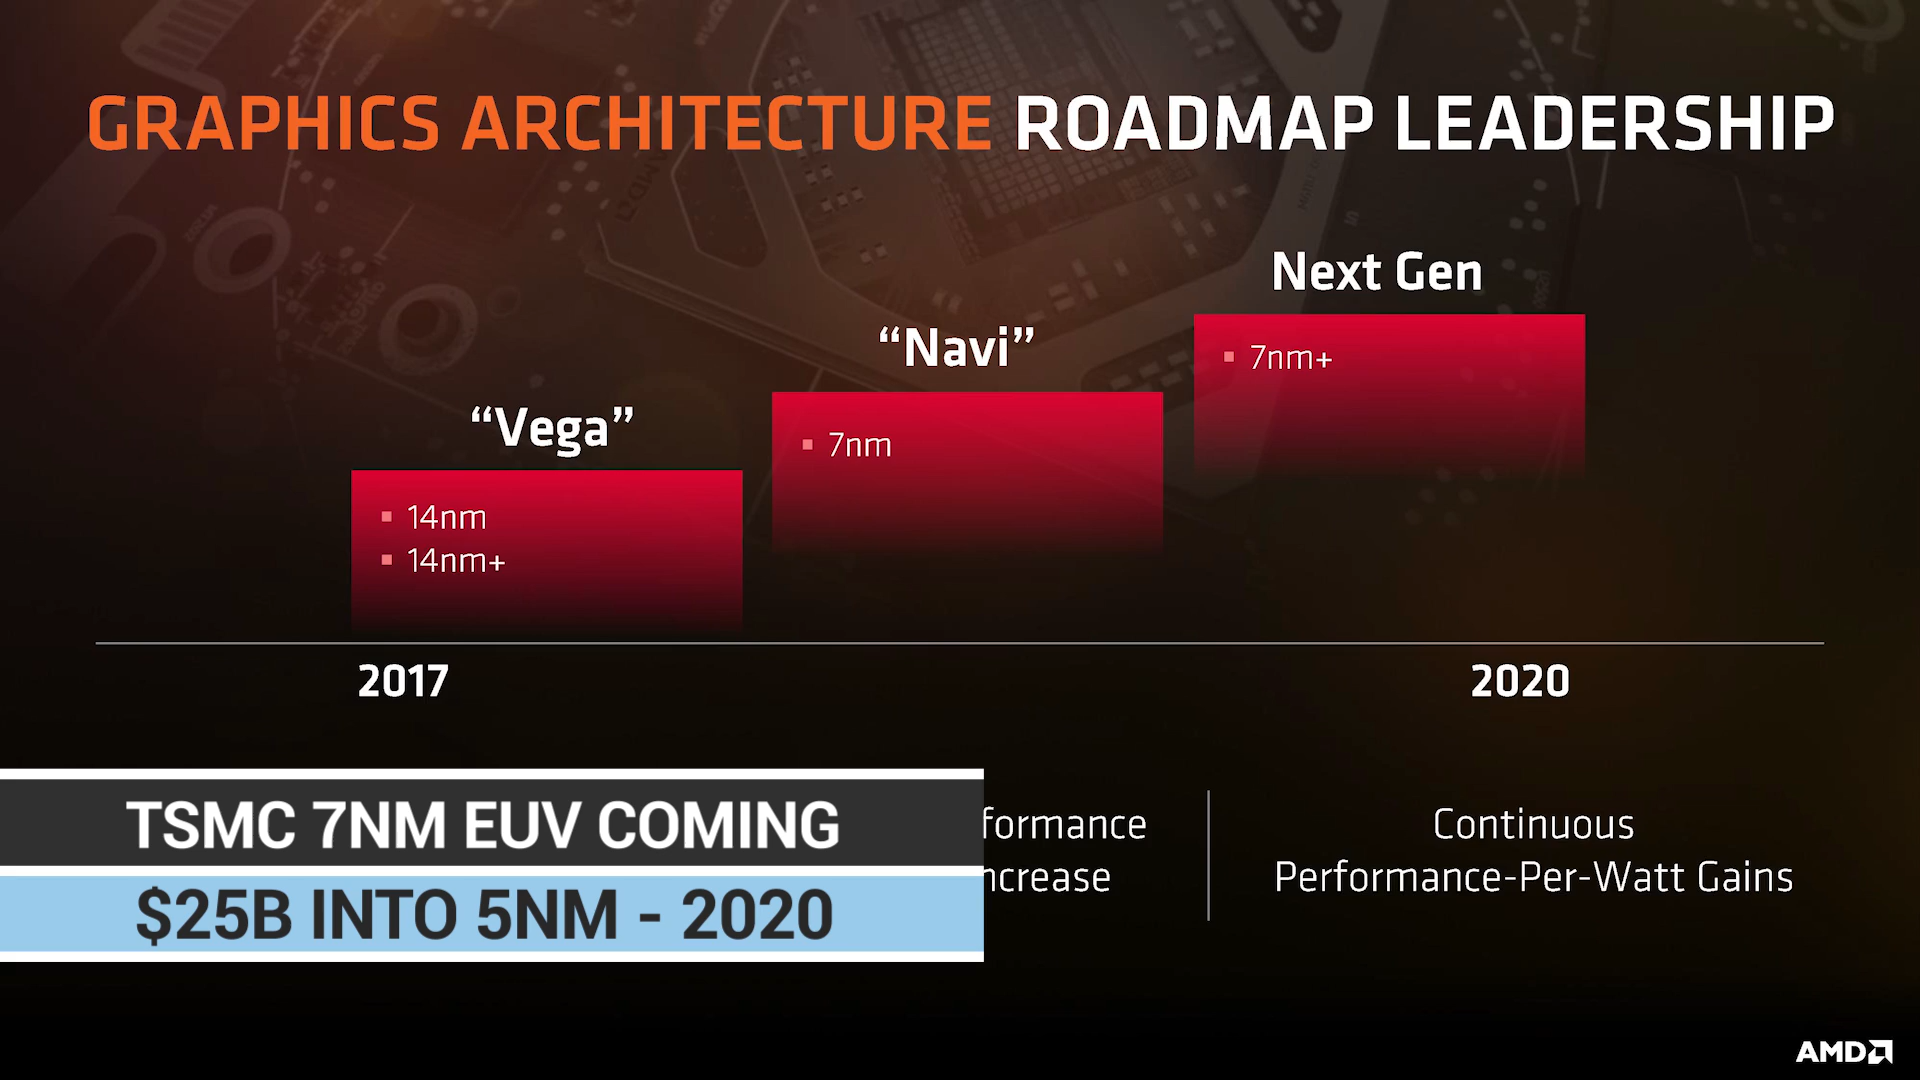 GRAPHICS ARCHITECTURE ROADMAP LEADERSHIP
Next Gen
7nm+
“Navi”
7nm
“Vega”
14nm
14nm+
2017
2020
TSMC 7NM EUV COMING
$25B INTO 5NM - 2020
formance
ncrease
Continuous
Performance-Per-Watt Gains
AMD